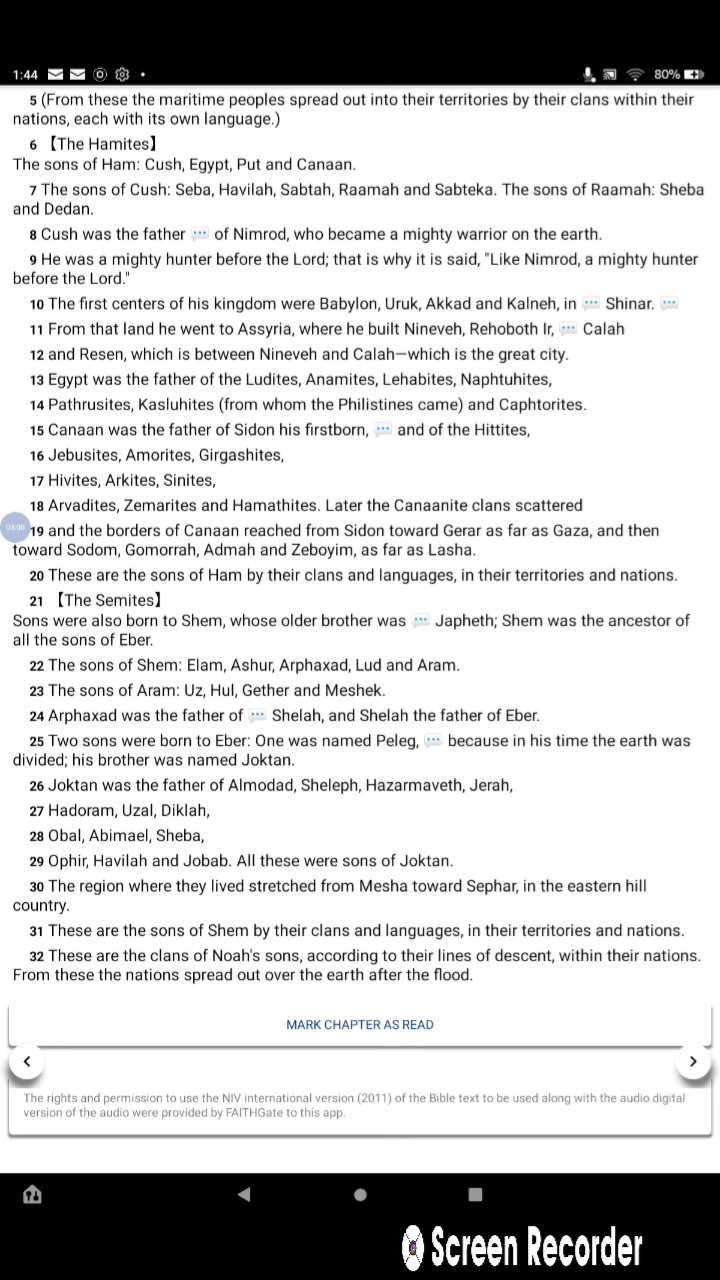 1:44
80%
5 (From these the maritime peoples spread out into their territories by their clans within their
nations, each with its own language.)
6 【The Hamites】
The sons of Ham: Cush, Egypt, Put and Canaan.
7 The sons of Cush: Seba, Havilah, Sabtah, Raamah and Sabteka. The sons of Raamah: Sheba
and Dedan.
8 Cush was the father of Nimrod, who became a mighty warrior on the earth.
9 He was a mighty hunter before the Lord; that is why it is said, "Like Nimrod, a mighty hunter
before the Lord."
10 The first centers of his kingdom were Babylon, Uruk, Akkad and Kalneh, in Shinar.
11 From that land he went to Assyria, where he built Nineveh, Rehoboth Ir, Calah
12 and Resen, which is between Nineveh and Calah—which is the great city.
13 Egypt was the father of the Ludites, Anamites, Lehabites, Naphtuhites,
14 Pathrusites, Kasluhites (from whom the Philistines came) and Caphtorites.
15 Canaan was the father of Sidon his firstborn, and of the Hittites,
16 Jebusites, Amorites, Girgashites,
17 Hivites, Arkites, Sinites,
18 Arvadites, Zemarites and Hamathites. Later the Canaanite clans scattered
19 and the borders of Canaan reached from Sidon toward Gerar as far as Gaza, and then
toward Sodom, Gomorrah, Admah and Zeboyim, as far as Lasha.
20 These are the sons of Ham by their clans and languages, in their territories and nations.
21 【The Semites】
Sons were also born to Shem, whose older brother was Japheth; Shem was the ancestor of
all the sons of Eber.
22 The sons of Shem: Elam, Ashur, Arphaxad, Lud and Aram.
23 The sons of Aram: Uz, Hul, Gether and Meshek.
24 Arphaxad was the father of Shelah, and Shelah the father of Eber.
25 Two sons were born to Eber: One was named Peleg, because in his time the earth was
divided; his brother was named Joktan.
26 Joktan was the father of Almodad, Sheleph, Hazarmaveth, Jerah,
27 Hadoram, Uzal, Diklah,
28 Obal, Abimael, Sheba,
29 Ophir, Havilah and Jobab. All these were sons of Joktan.
30 The region where they lived stretched from Mesha toward Sephar, in the eastern hill
country.
31 These are the sons of Shem by their clans and languages, in their territories and nations.
32 These are the clans of Noah's sons, according to their lines of descent, within their nations.
From these the nations spread out over the earth after the flood.
MARK CHAPTER AS READ
The rights and permission to use the NIV international version (2011) of the Bible text to be used along with the audio digital
version of the audio were provided by FAITHGate to this app.
Screen Recorder